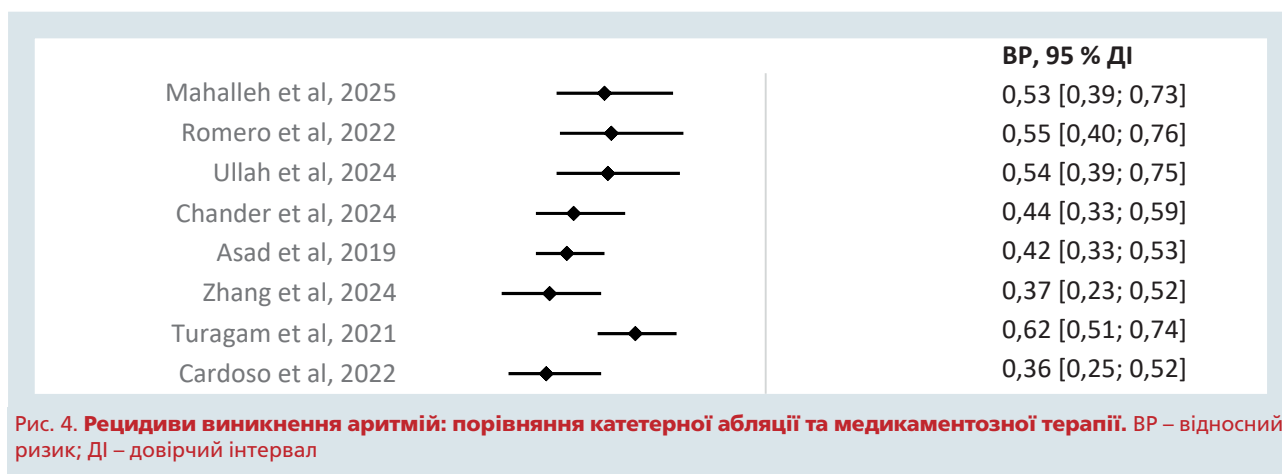 ВР, 95 % ДІ
Mahalleh et al, 2025 0,53 [0,39; 0,73]
Romero et al, 2022 0,55 [0,40; 0,76]
Ullah et al, 2024 0,54 [0,39; 0,75]
Chander et al, 2024 0,44 [0,33; 0,59]
Asad et al, 2019 0,42 [0,33; 0,53]
Zhang et al, 2024 0,37 [0,23; 0,52]
Turagam et al, 2021 0,62 [0,51; 0,74]
Cardoso et al, 2022 0,36 [0,25; 0,52]
Рис. 4. Рецидиви виникнення аритмій: порівняння катетерної абляції та медикаментозної терапії. ВР – відносний
ризик; ДІ – довірчий інтервал